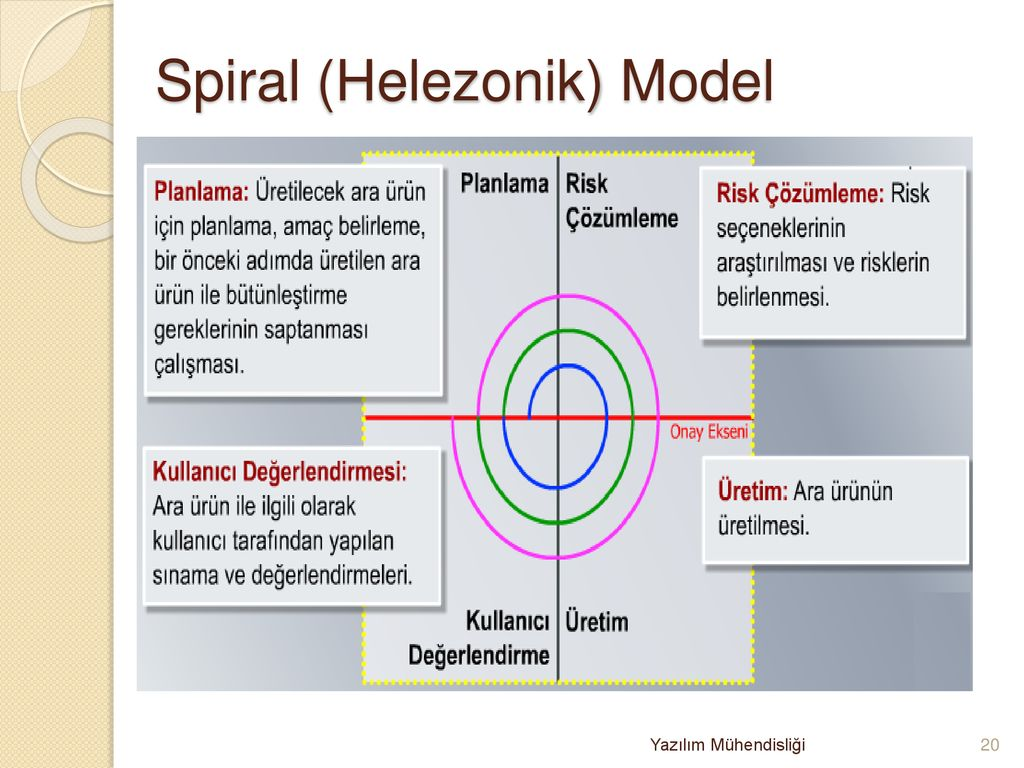 Spiral (Helezonik) Model
Planlama: Üretilecek ara ürün
için planlama, amaç belirleme,
bir önceki adımda üretilen ara
ürün ile bütünleştirme
gereklerinin saptanması
çalışması.
Planlama
Risk
Çözümleme
Risk Çözümleme: Risk
seçeneklerinin
araştırılması ve risklerin
belirlenmesi.
Onay Ekseni
Kullanıcı Değerlendirmesi:
Ara ürün ile ilgili olarak
kullanıcı tarafından yapılan
sınama ve değerlendirmeleri.
Üretim: Ara ürünün
üretilmesi.
Kullanıcı
Değerlendirme
Üretim
Yazılım Mühendisliği
20